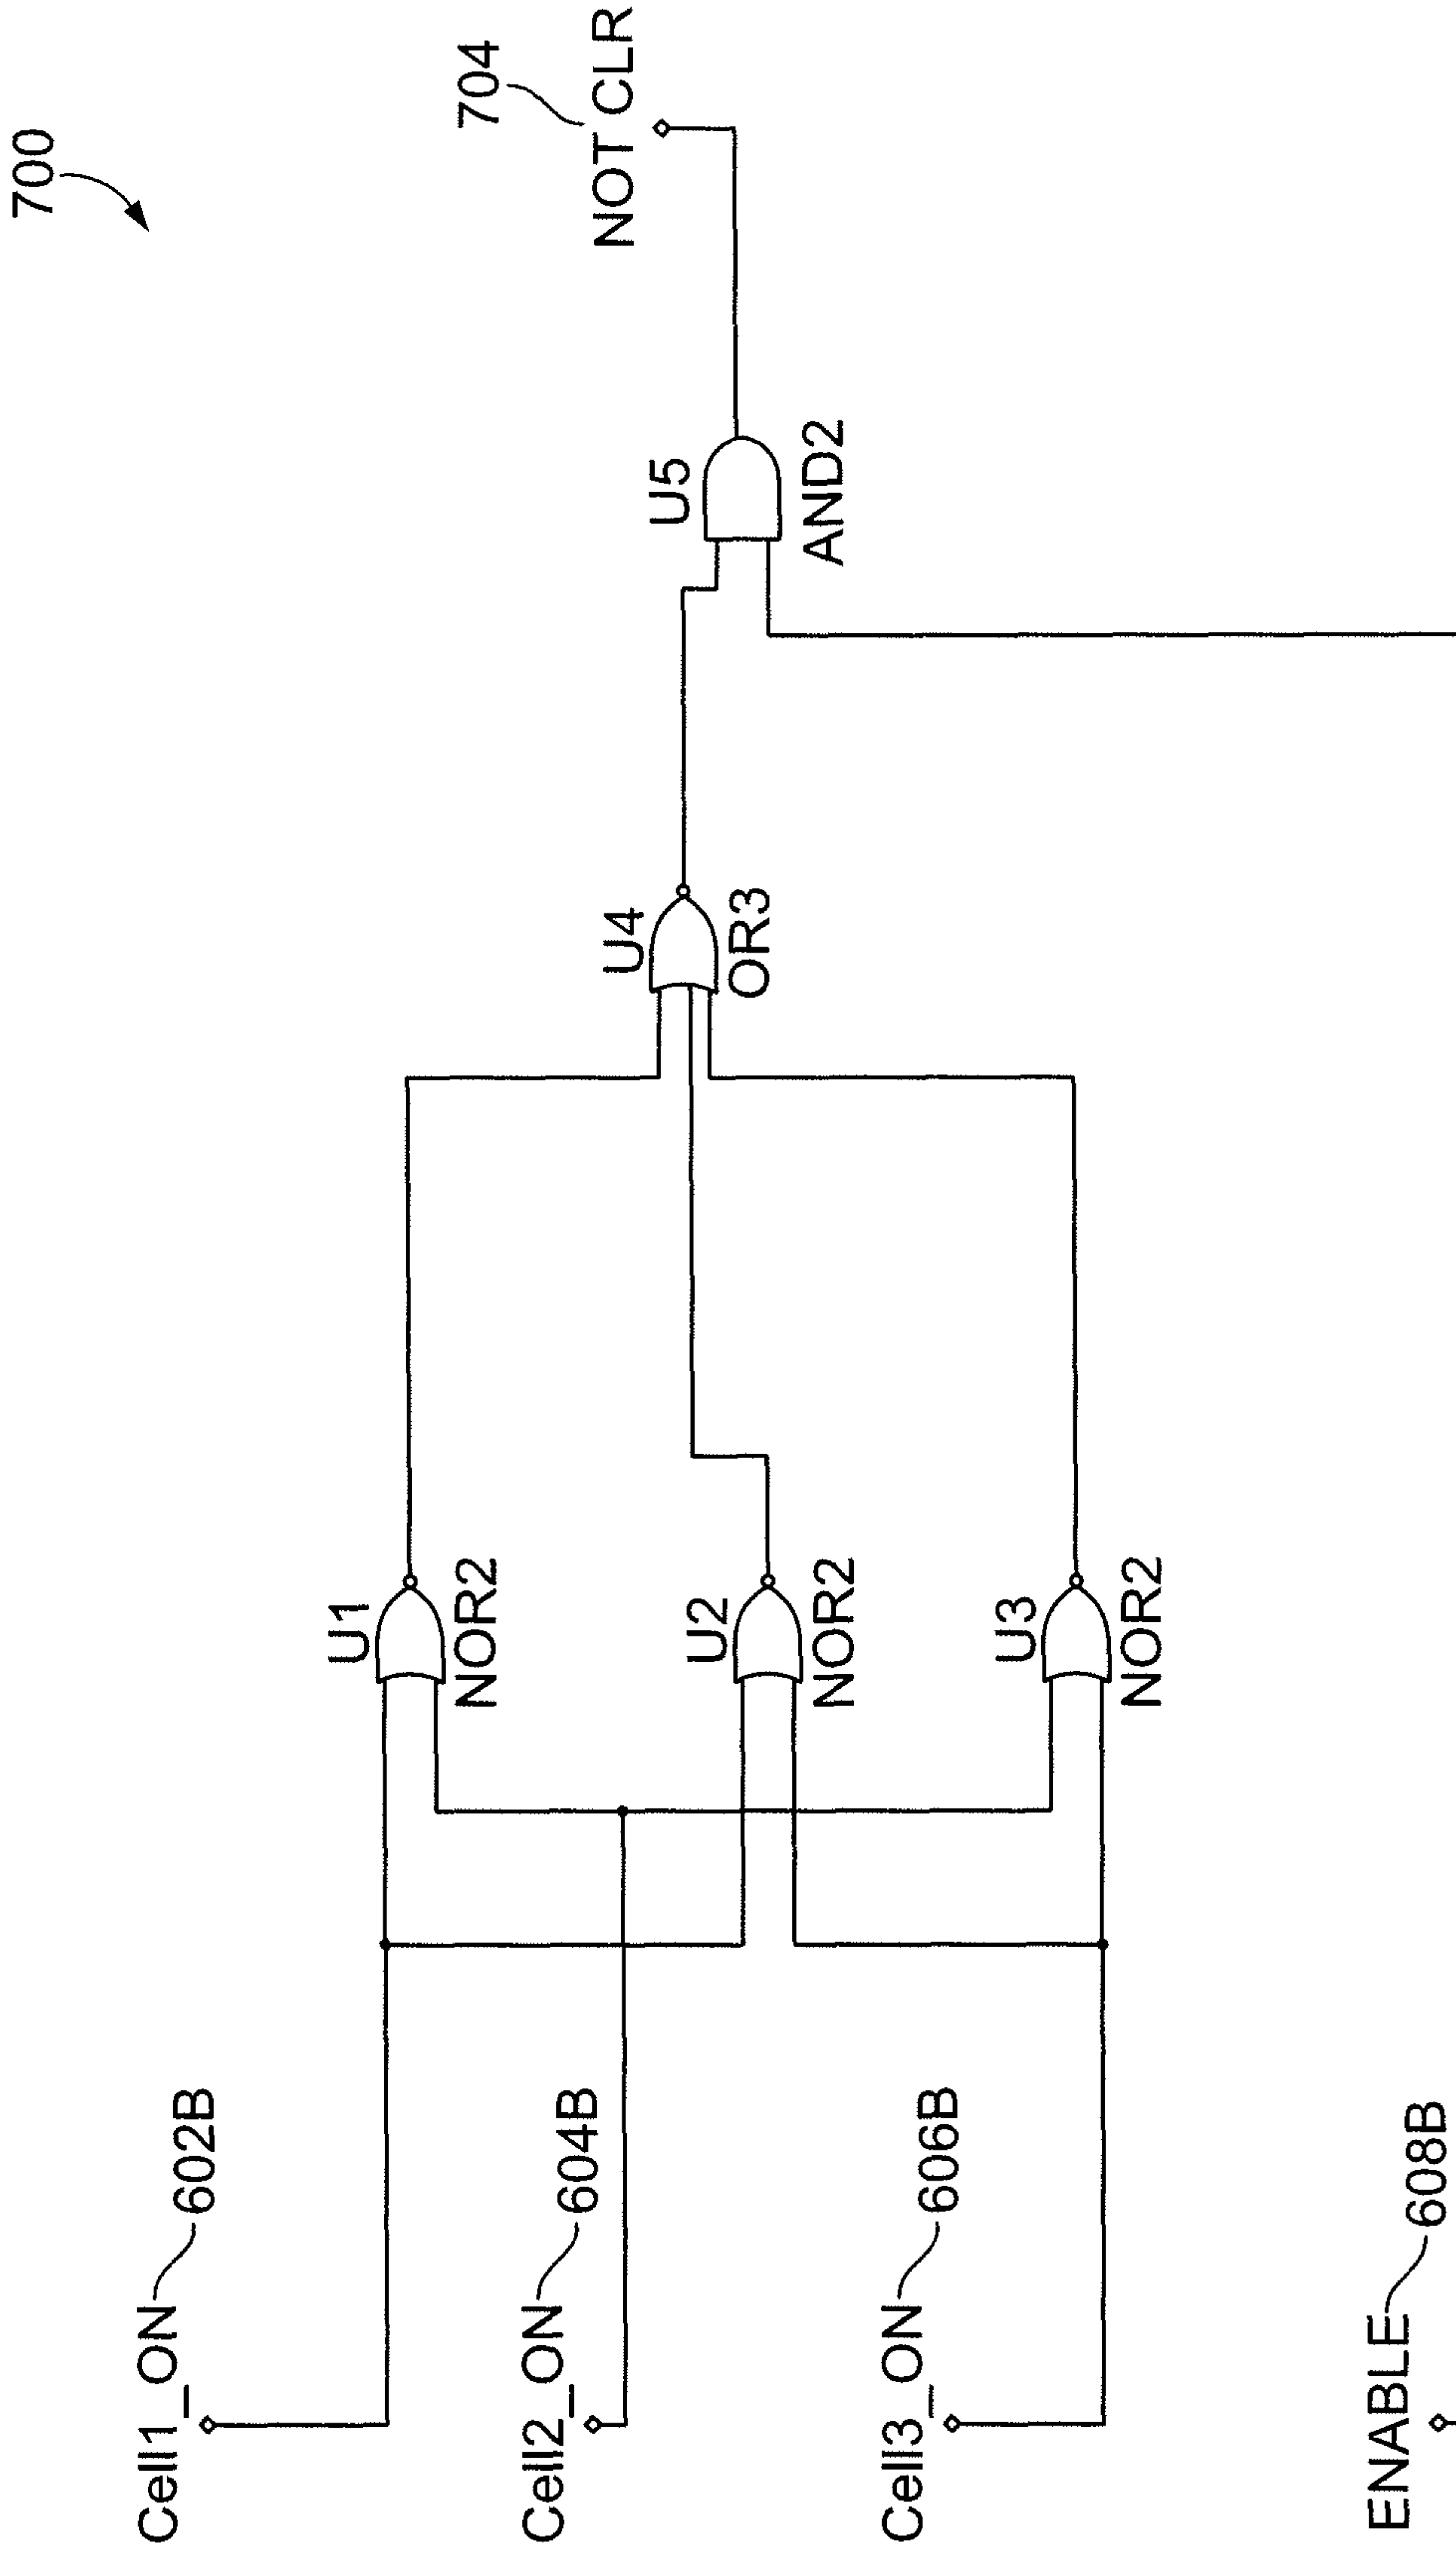 700
704
NOT CLR
U5
AND2
U4
OR3
U1
NOR2
U2
NOR2
U3
NOR2
Cell1_ON
602B
Cell2_ON
604B
Cell3_ON
606B
ENABLE
608B